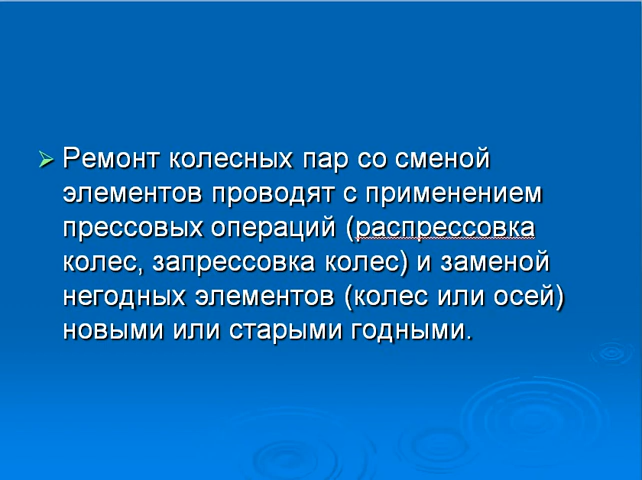 Ремонт колесных пар со сменой
элементов проводят с применением
прессовых операций (распрессовка
колес, запрессовка колес) и заменой
негодных элементов (колес или осей)
новыми или старыми годными.